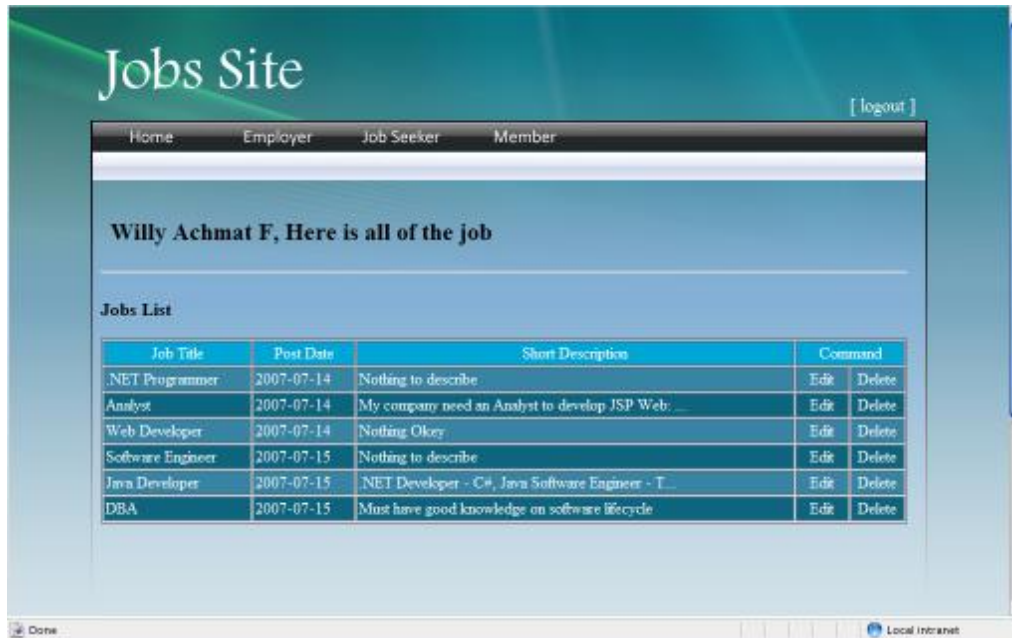 Jobs Site
[ logout ]
Home Employer Job Seeker Member
Willy Achmat F, Here is all of the job
Jobs List
Job Title Post Date Short Description Command
.NET Programmer 2007-07-14 Nothing to describe Edit Delete
Analyst 2007-07-14 My company need an Analyst to develop JSP Web: ... Edit Delete
Web Developer 2007-07-14 Nothing Okey Edit Delete
Software Engineer 2007-07-15 Nothing to describe Edit Delete
Java Developer 2007-07-15 .NET Developer - C#, Java Software Engineer - T... Edit Delete
DBA 2007-07-15 Must have good knowledge on software lifecycle Edit Delete
Done Local intranet